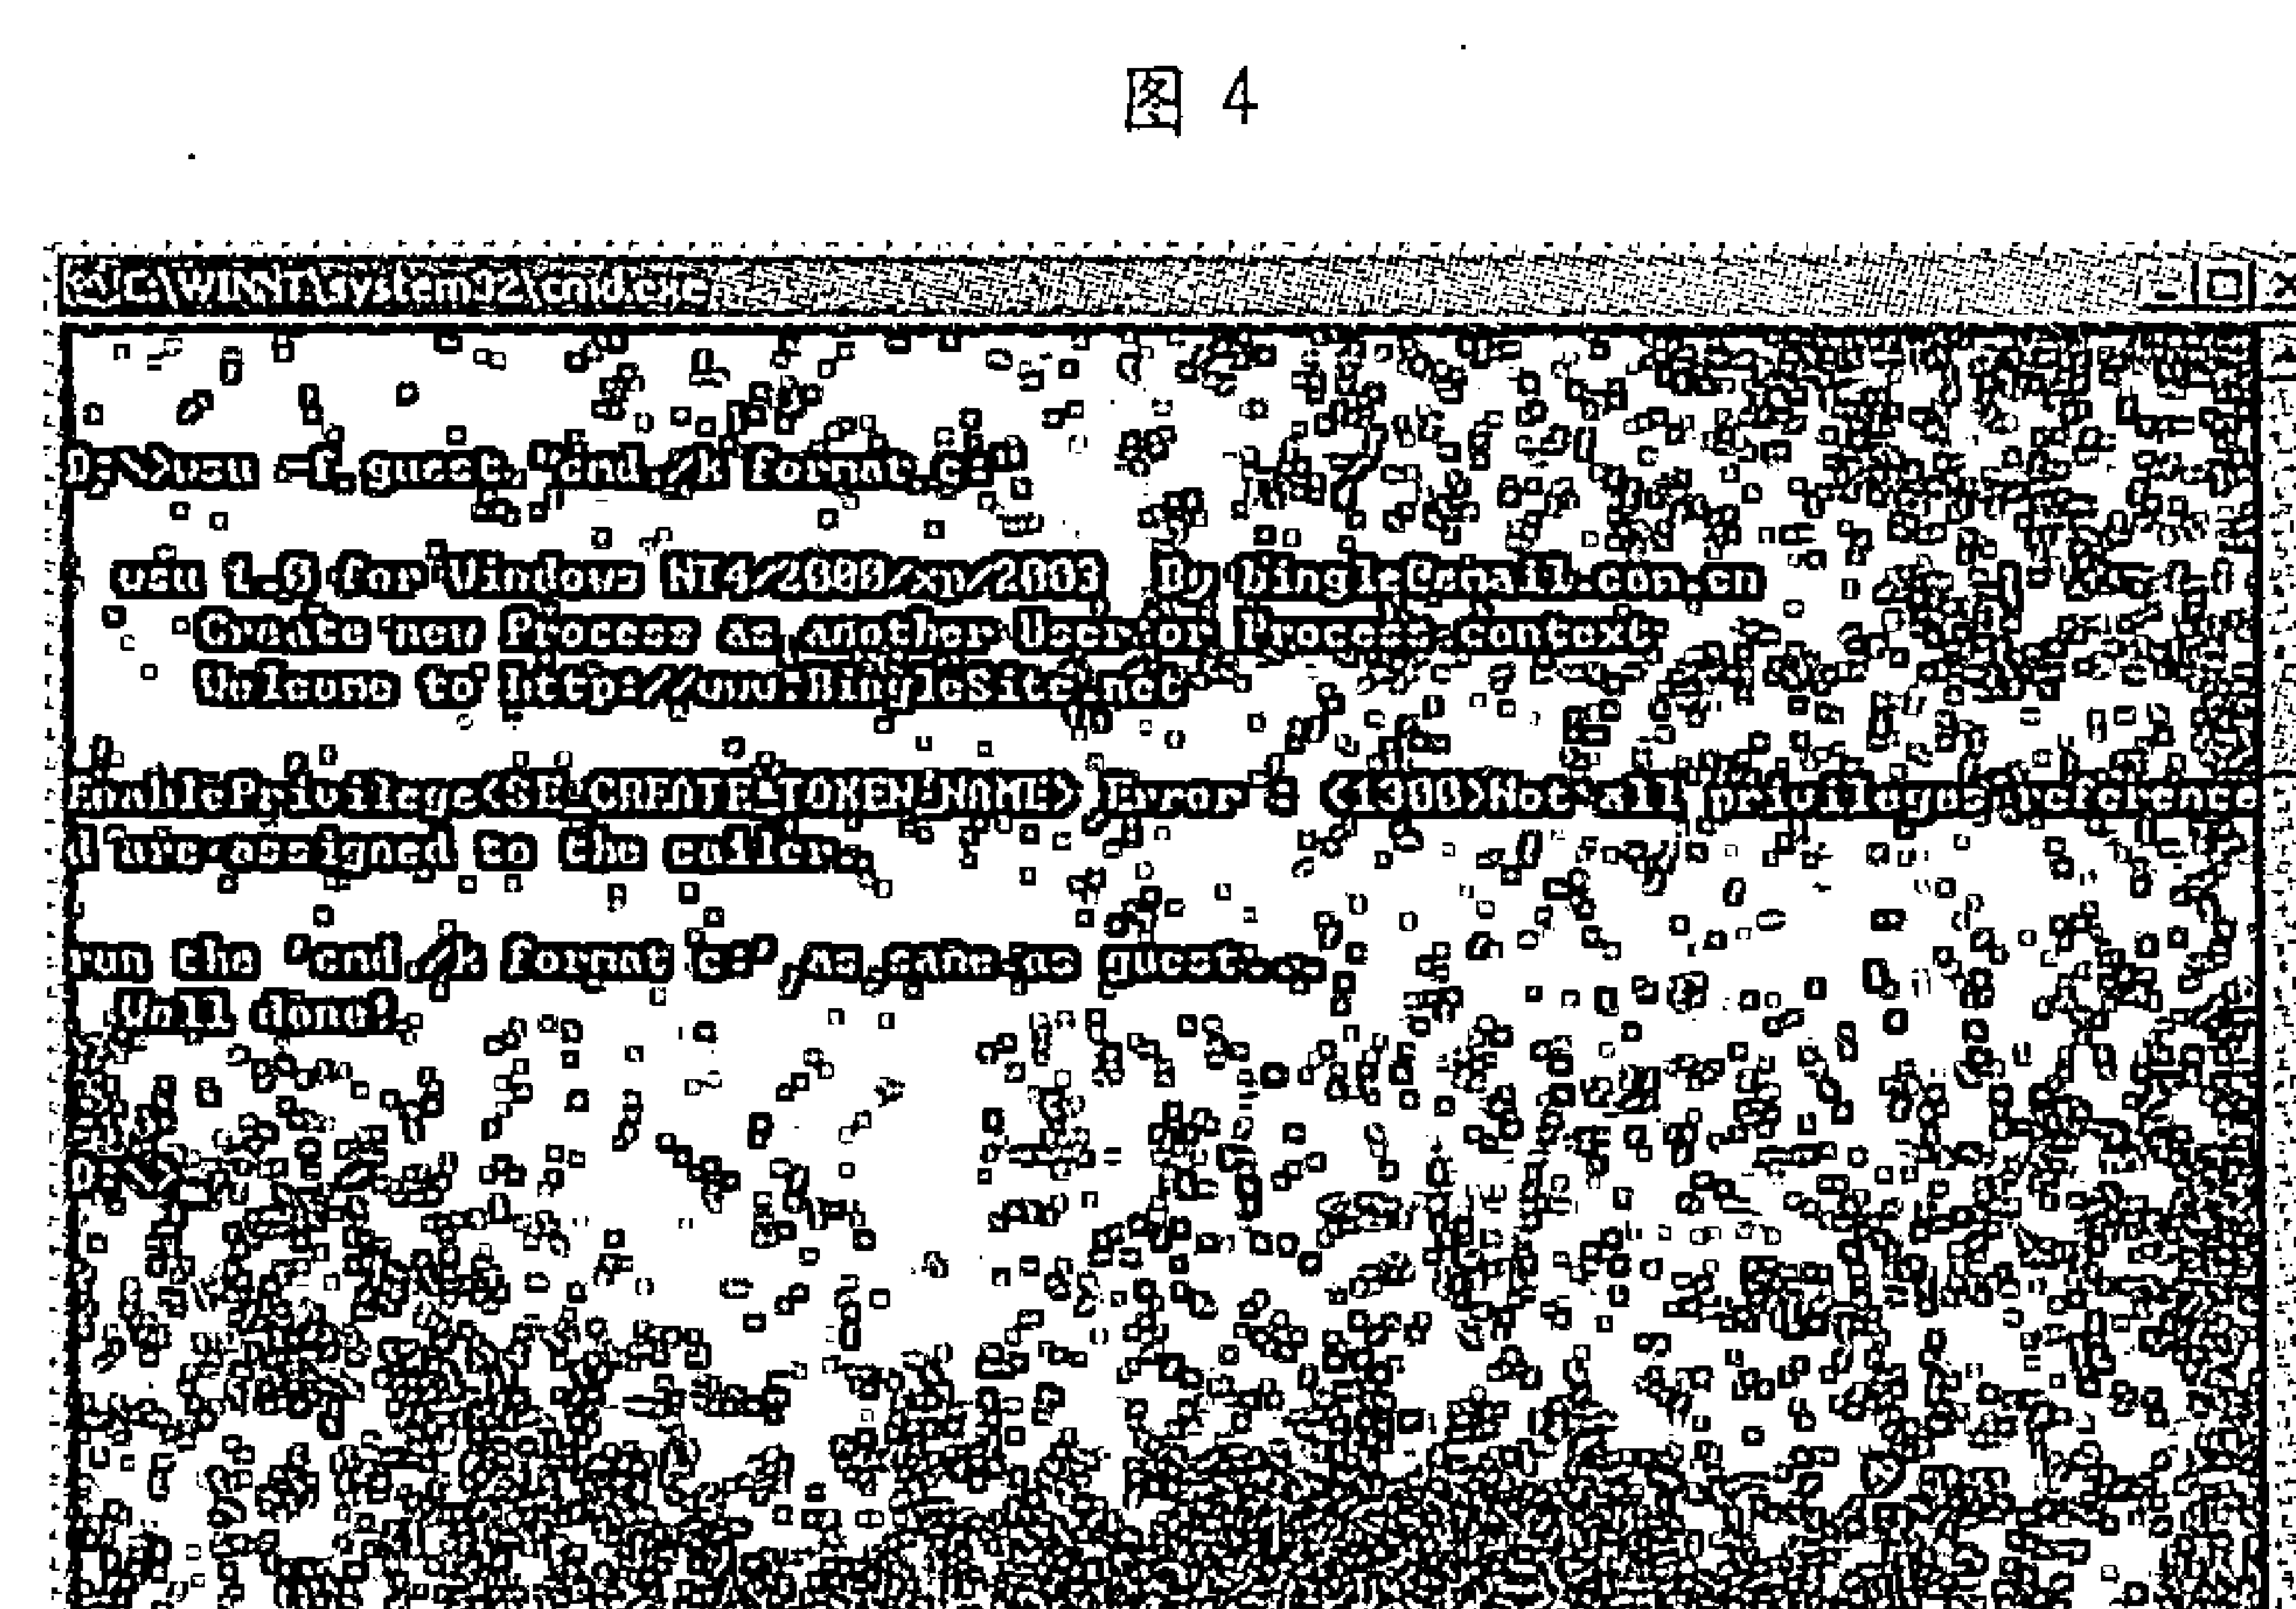 图 4
C:\WINNT\System32\cmd.exe
D:\>wsu -f guest "cmd /k format c:"
wsu 1.0 for Windows NT4/2000/xp/2003 By bingle@email.com.cn
Create new Process as another User or Process context
Welcome to http://www.BingleSite.net
EnablePrivilege<SE_CREATE_TOKEN_NAME> Error : <1300>Not all privileges reference
d are assigned to the caller.
run the "cmd /k format c:" As same as guest....
Well done!
D:\>